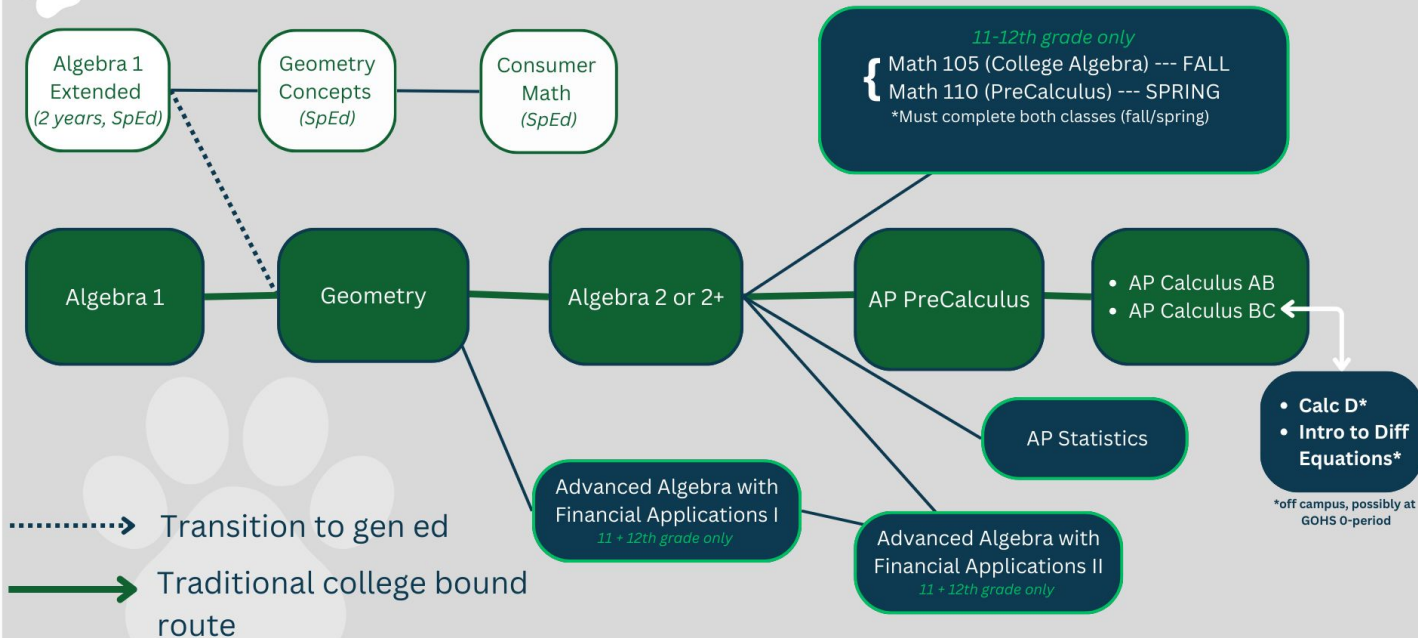 Algebra 1
Extended
(2 years, SpEd)
Geometry
Concepts
(SpEd)
Consumer
Math
(SpEd)
11-12th grade only
{ Math 105 (College Algebra) --- FALL
Math 110 (PreCalculus) --- SPRING
*Must complete both classes (fall/spring)
Algebra 1
Geometry
Algebra 2 or 2+
AP PreCalculus
• AP Calculus AB
• AP Calculus BC
• Calc D*
• Intro to Diff
Equations*
*off campus, possibly at
GOHS 0-period
AP Statistics
Advanced Algebra with
Financial Applications I
11 + 12th grade only
Advanced Algebra with
Financial Applications II
11 + 12th grade only
Transition to gen ed
Traditional college bound
route